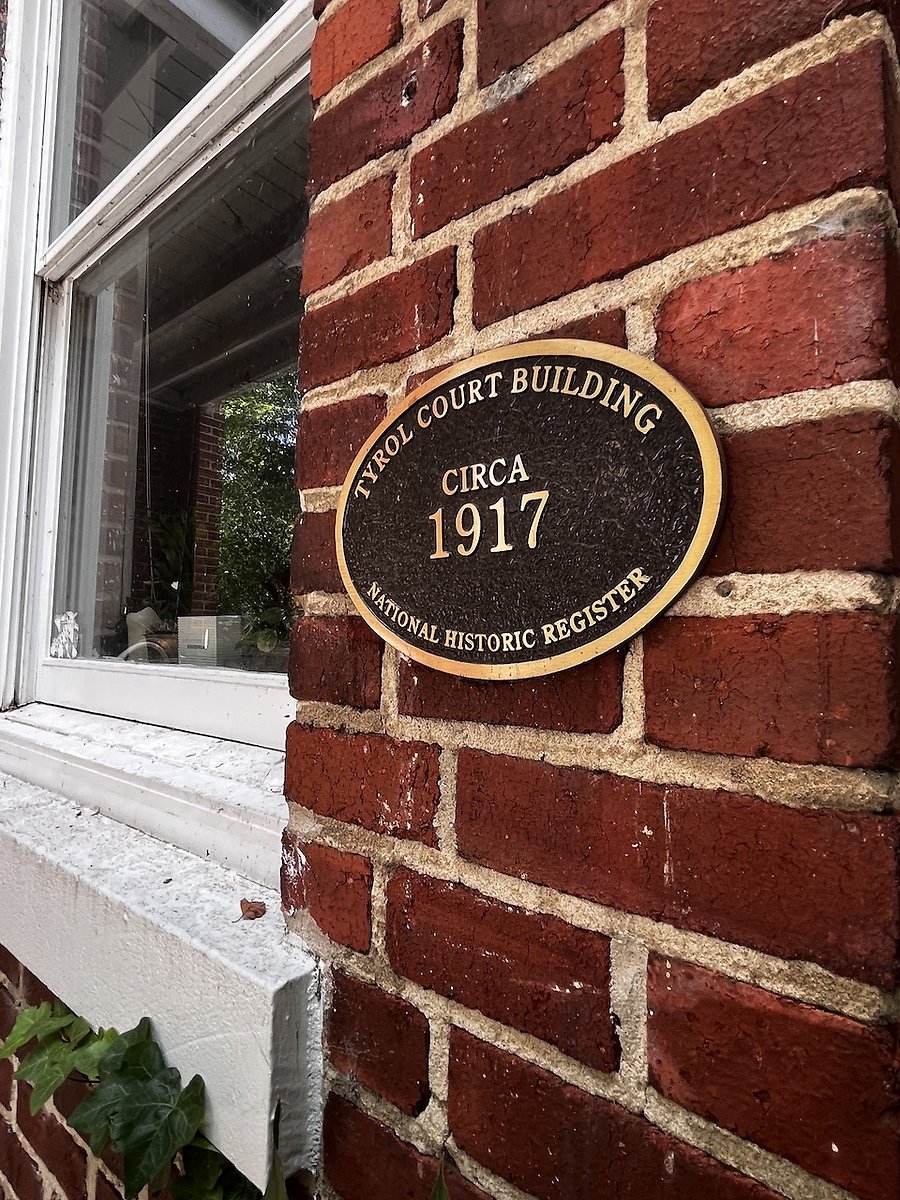 TYROL COURT BUILDING
CIRCA
1917
NATIONAL HISTORIC REGISTER